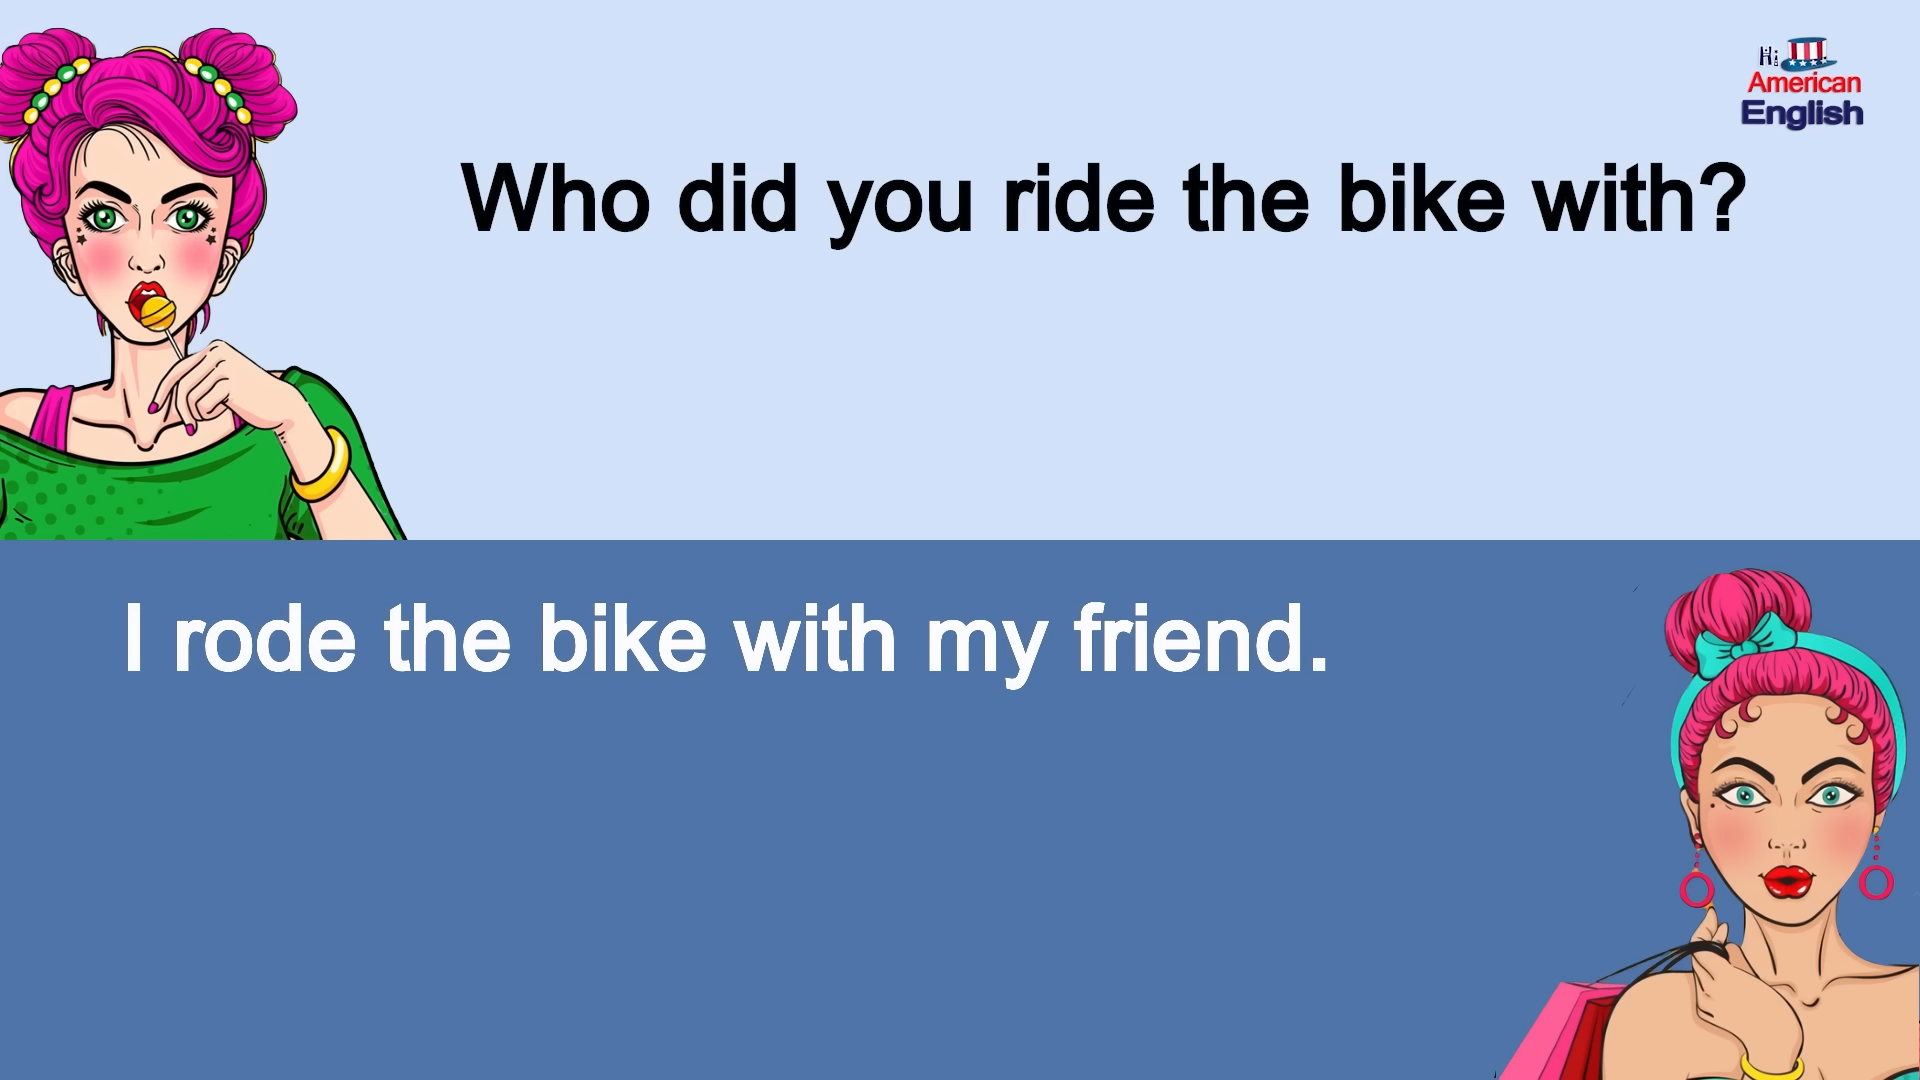 Hi
American
English
Who did you ride the bike with?
I rode the bike with my friend.